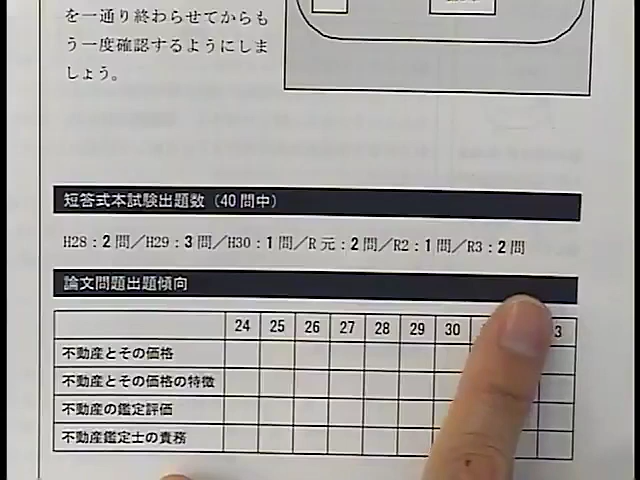 を一通り終わらせてからも
う一度確認するようにしま
しょう。
短答式本試験出題数（40 問中）
H28：2 問／H29：3 問／H30：1 問／R 元：2 問／R2：1 問／R3：2 問
論文問題出題傾向
24 25 26 27 28 29 30 3
不動産とその価格
不動産とその価格の特徴
不動産の鑑定評価
不動産鑑定士の責務